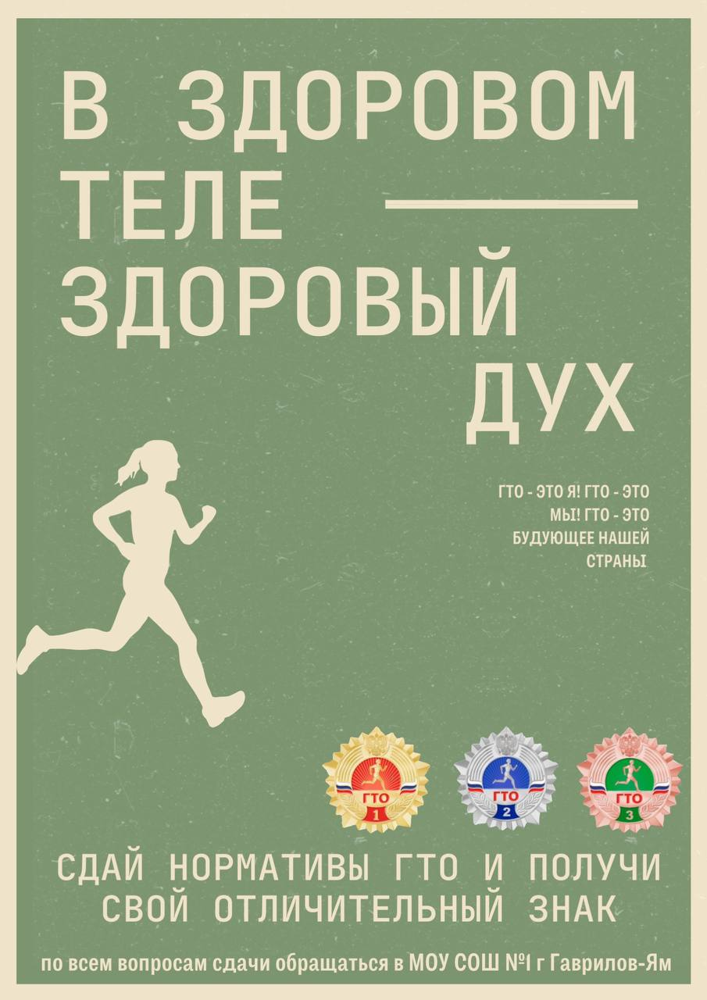 В ЗДОРОВОМ
ТЕЛЕ
ЗДОРОВЫЙ
ДУХ
ГТО - ЭТО Я! ГТО - ЭТО
МЫ! ГТО - ЭТО
БУДУЮЩЕЕ НАШЕЙ
СТРАНЫ
ГТО
1
ГТО
2
ГТО
3
СДАЙ НОРМАТИВЫ ГТО И ПОЛУЧИ
СВОЙ ОТЛИЧИТЕЛЬНЫЙ ЗНАК
по всем вопросам сдачи обращаться в МОУ СОШ №1 г Гаврилов-Ям